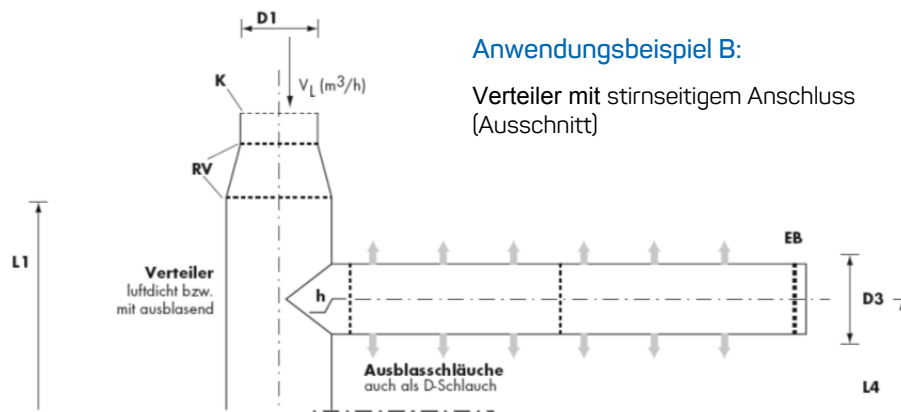 D1
Anwendungsbeispiel B:
K
V_L (m³/h)
Verteiler mit stirnseitigem Anschluss
(Ausschnitt)
RV
EB
L1
Verteiler
luftdicht bzw.
mit ausblasend
h
D3
Ausblasschläuche
auch als D-Schlauch
L4